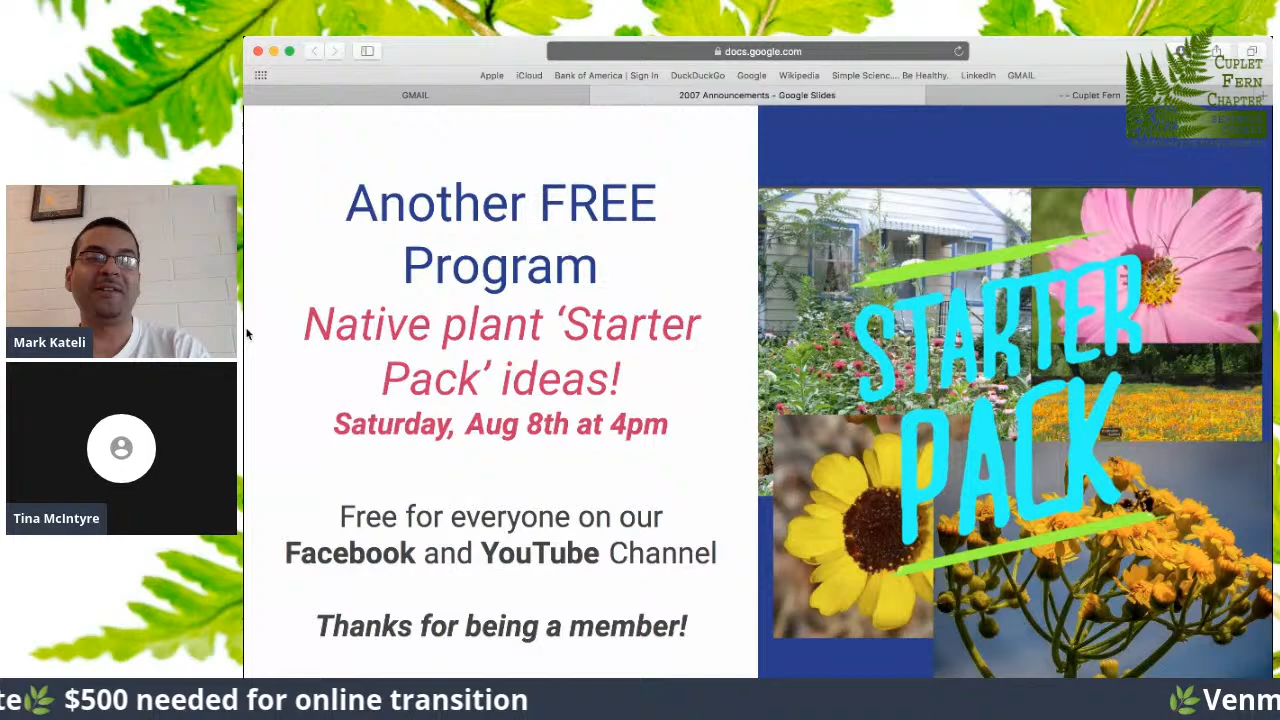 docs.google.com
Apple iCloud Bank of America | Sign In DuckDuckGo Google Wikipedia Simple Scienc.... Be Healthy. LinkedIn GMAIL
GMAIL 2007 Announcements - Google Slides -- Cuplet Fern
CUPLET
FERN
CHAPTER
Another FREE
Program
Native plant ‘Starter
Pack’ ideas!
Saturday, Aug 8th at 4pm
Free for everyone on our
Facebook and YouTube Channel
Thanks for being a member!
STARTER
PACK
Mark Kateli
Tina McIntyre
te $500 needed for online transition Venm